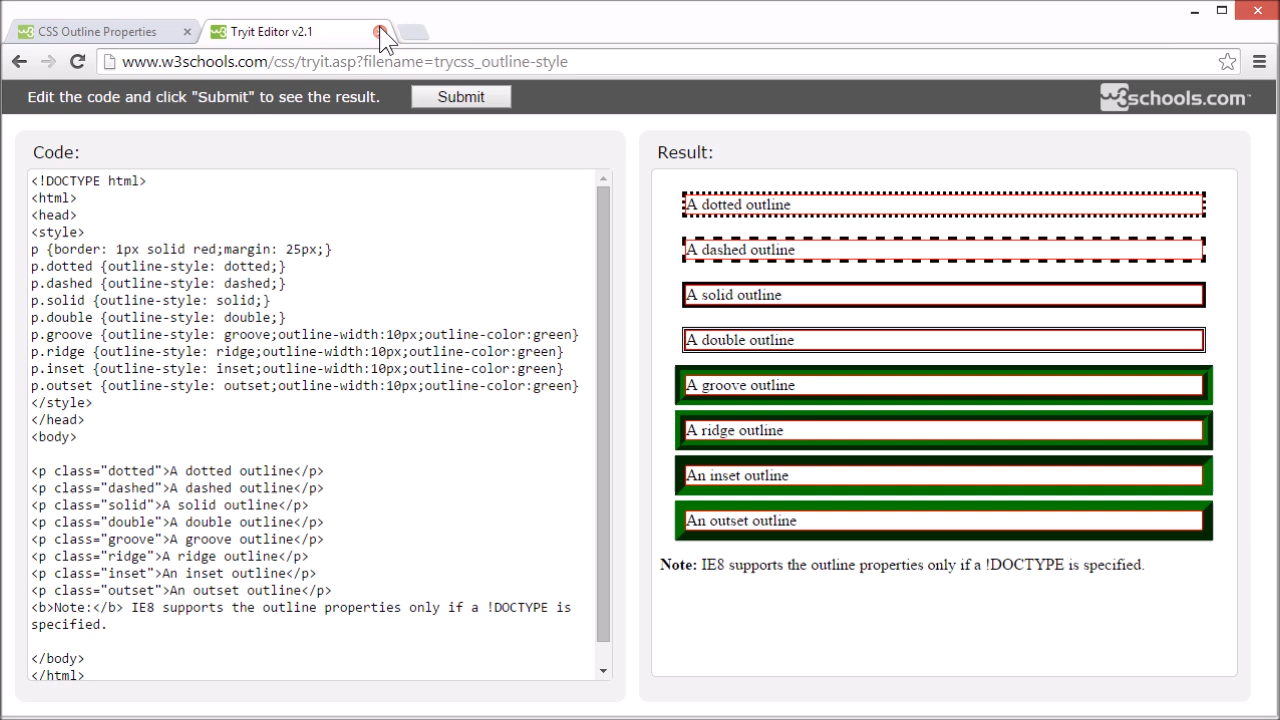 CSS Outline Properties
Tryit Editor v2.1
www.w3schools.com/css/tryit.asp?filename=trycss_outline-style
Edit the code and click "Submit" to see the result.
Submit
w3schools.com™
Code:
<!DOCTYPE html>
<html>
<head>
<style>
p {border: 1px solid red;margin: 25px;}
p.dotted {outline-style: dotted;}
p.dashed {outline-style: dashed;}
p.solid {outline-style: solid;}
p.double {outline-style: double;}
p.groove {outline-style: groove;outline-width:10px;outline-color:green}
p.ridge {outline-style: ridge;outline-width:10px;outline-color:green}
p.inset {outline-style: inset;outline-width:10px;outline-color:green}
p.outset {outline-style: outset;outline-width:10px;outline-color:green}
</style>
</head>
<body>
<p class="dotted">A dotted outline</p>
<p class="dashed">A dashed outline</p>
<p class="solid">A solid outline</p>
<p class="double">A double outline</p>
<p class="groove">A groove outline</p>
<p class="ridge">A ridge outline</p>
<p class="inset">An inset outline</p>
<p class="outset">An outset outline</p>
<b>Note:</b> IE8 supports the outline properties only if a !DOCTYPE is
specified.
</body>
</html>
Result:
A dotted outline
A dashed outline
A solid outline
A double outline
A groove outline
A ridge outline
An inset outline
An outset outline
Note: IE8 supports the outline properties only if a !DOCTYPE is specified.